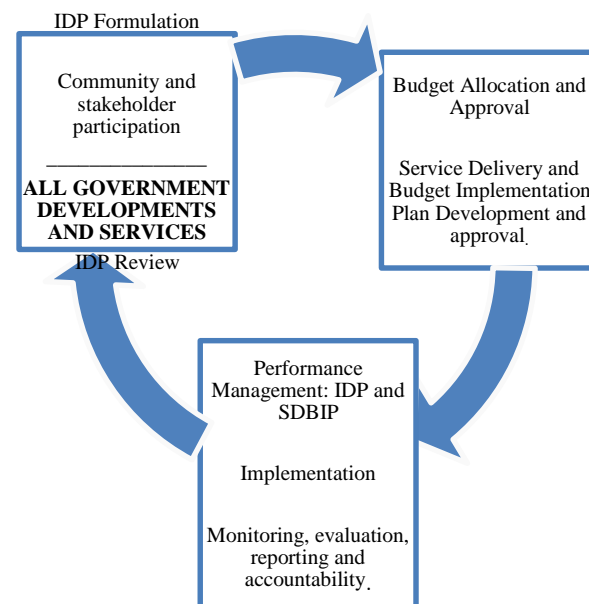 IDP Formulation
Community and
stakeholder
participation
ALL GOVERNMENT
DEVELOPMENTS
AND SERVICES
IDP Review
Budget Allocation and
Approval
Service Delivery and
Budget Implementation
Plan Development and
approval.
Performance
Management: IDP and
SDBIP
Implementation
Monitoring, evaluation,
reporting and
accountability.